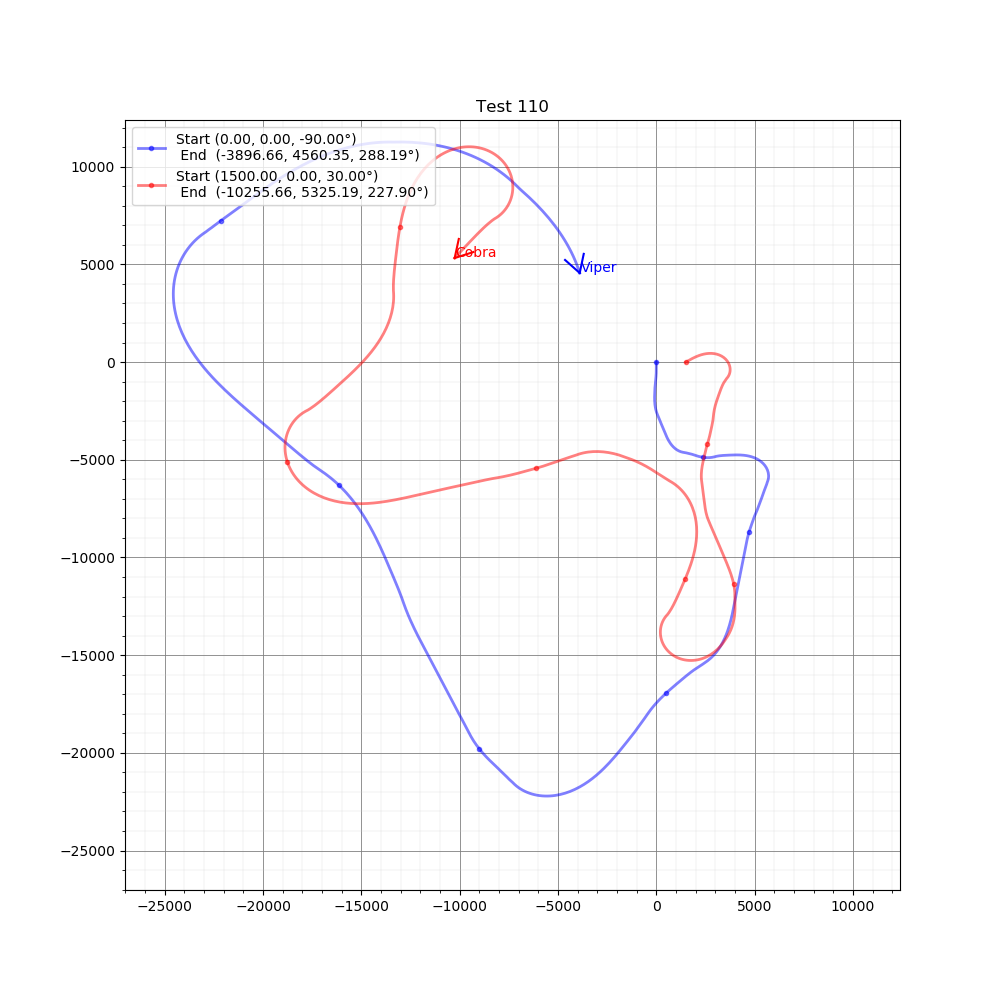 Test 110
Start (0.00, 0.00, -90.00°)
End  (-3896.66, 4560.35, 288.19°)
Start (1500.00, 0.00, 30.00°)
End  (-10255.66, 5325.19, 227.90°)
10000
5000
0
−5000
−10000
−15000
−20000
−25000
Cobra
Viper
−25000 −20000 −15000 −10000 −5000 0 5000 10000